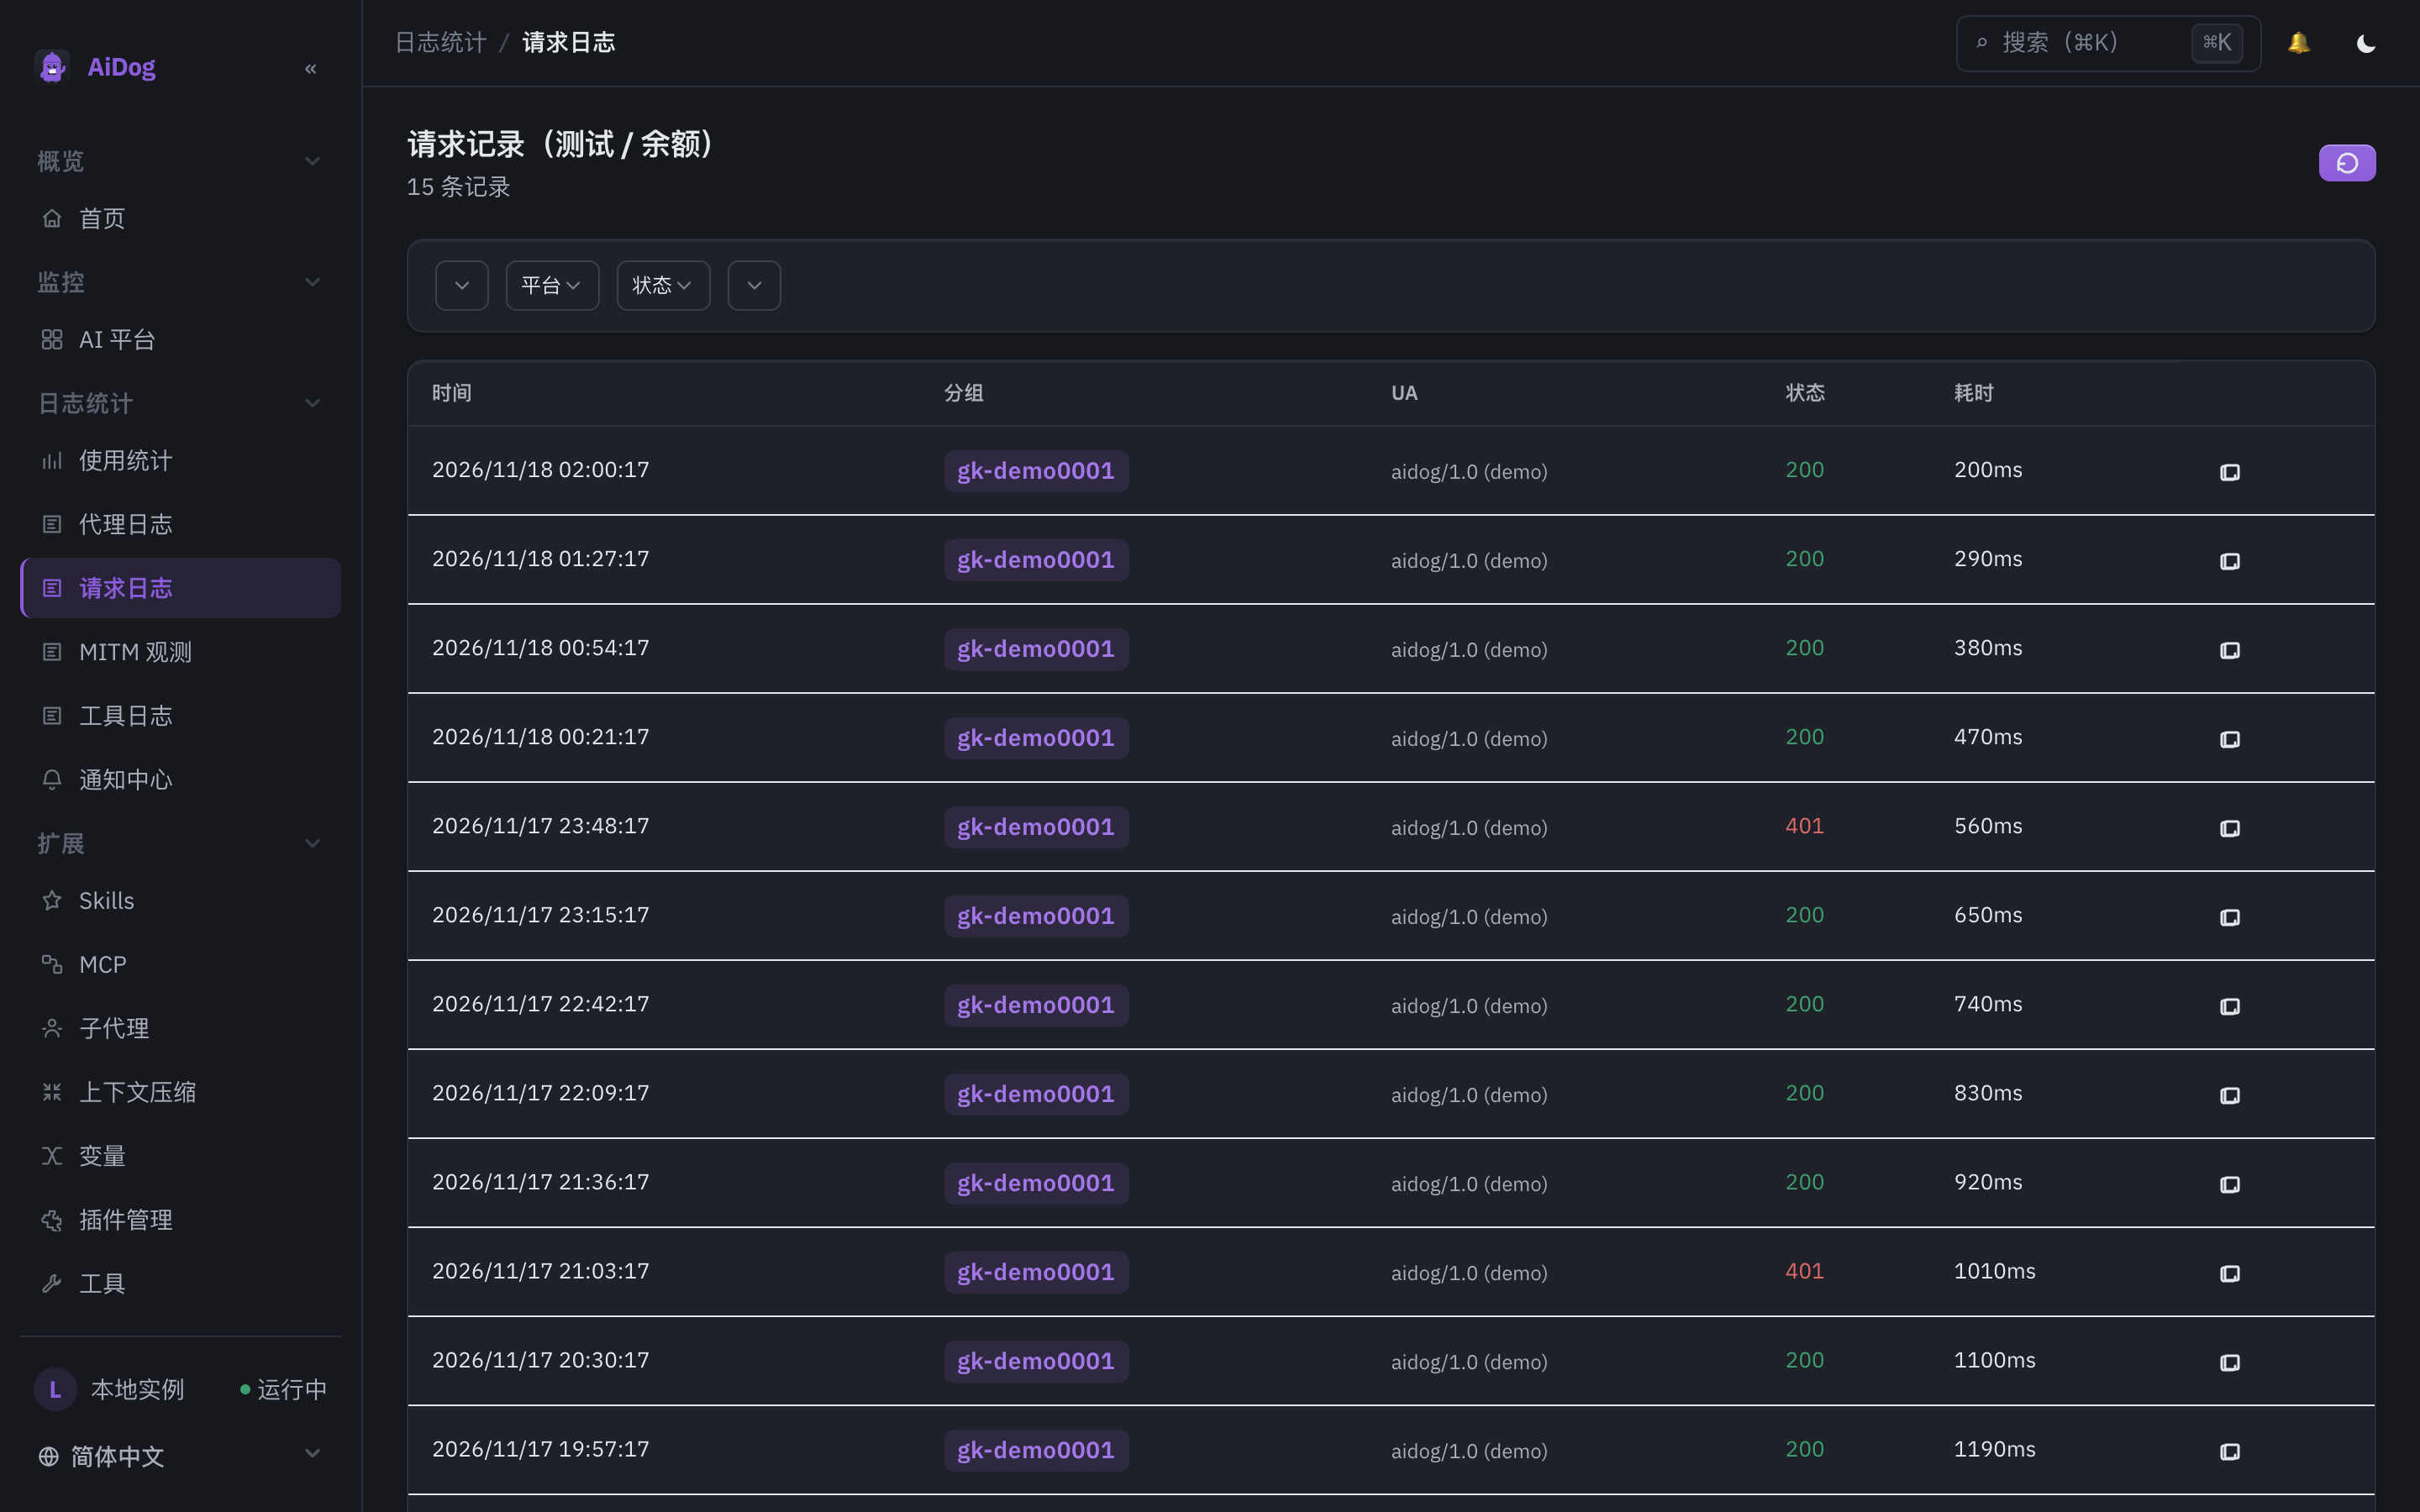 AiDog
«
概览
首页
监控
AI 平台
日志统计
使用统计
代理日志
请求日志
MITM 观测
工具日志
通知中心
扩展
Skills
MCP
子代理
上下文压缩
变量
插件管理
工具
L 本地实例 运行中
简体中文
日志统计 / 请求日志
搜索（⌘K） ⌘K
请求记录（测试 / 余额）
15 条记录
平台 状态
时间 分组 UA 状态 耗时
2026/11/18 02:00:17 gk-demo0001 aidog/1.0 (demo) 200 200ms
2026/11/18 01:27:17 gk-demo0001 aidog/1.0 (demo) 200 290ms
2026/11/18 00:54:17 gk-demo0001 aidog/1.0 (demo) 200 380ms
2026/11/18 00:21:17 gk-demo0001 aidog/1.0 (demo) 200 470ms
2026/11/17 23:48:17 gk-demo0001 aidog/1.0 (demo) 401 560ms
2026/11/17 23:15:17 gk-demo0001 aidog/1.0 (demo) 200 650ms
2026/11/17 22:42:17 gk-demo0001 aidog/1.0 (demo) 200 740ms
2026/11/17 22:09:17 gk-demo0001 aidog/1.0 (demo) 200 830ms
2026/11/17 21:36:17 gk-demo0001 aidog/1.0 (demo) 200 920ms
2026/11/17 21:03:17 gk-demo0001 aidog/1.0 (demo) 401 1010ms
2026/11/17 20:30:17 gk-demo0001 aidog/1.0 (demo) 200 1100ms
2026/11/17 19:57:17 gk-demo0001 aidog/1.0 (demo) 200 1190ms